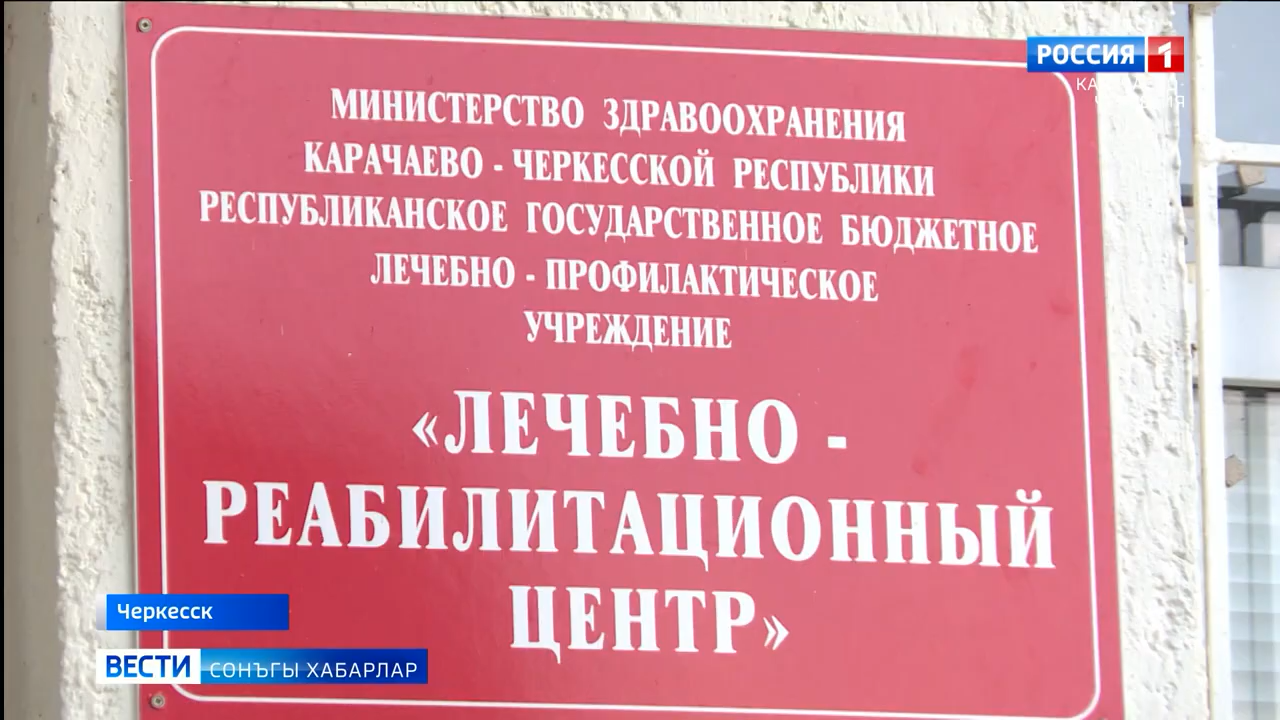 РОССИЯ 1
МИНИСТЕРСТВО ЗДРАВООХРАНЕНИЯ
КАРАЧАЕВО - ЧЕРКЕССКОЙ РЕСПУБЛИКИ
РЕСПУБЛИКАНСКОЕ ГОСУДАРСТВЕННОЕ БЮДЖЕТНОЕ
ЛЕЧЕБНО - ПРОФИЛАКТИЧЕСКОЕ
УЧРЕЖДЕНИЕ
«ЛЕЧЕБНО -
РЕАБИЛИТАЦИОННЫЙ
ЦЕНТР»
Черкесск
ВЕСТИ СОНЪГЫ ХАБАРЛАР